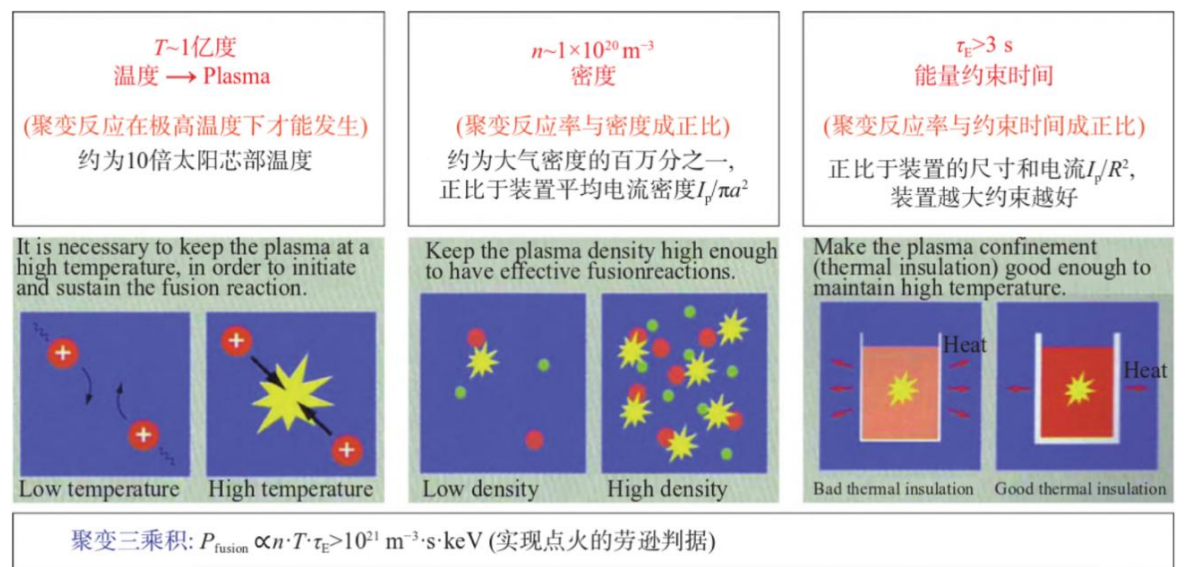 T~1亿度
温度 → Plasma
(聚变反应在极高温度下才能发生)
约为10倍太阳芯部温度
n~1×10²⁰ m⁻³
密度
(聚变反应率与密度成正比)
约为大气密度的百万分之一,
正比于装置平均电流密度Iₚ/πa²
τ_E>3 s
能量约束时间
(聚变反应率与约束时间成正比)
正比于装置的尺寸和电流Iₚ/R²,
装置越大约束越好
It is necessary to keep the plasma at a
high temperature, in order to initiate
and sustain the fusion reaction.
+
+
+
+
Low temperature
High temperature
Keep the plasma density high enough
to have effective fusionreactions.
Low density
High density
Make the plasma confinement
(thermal insulation) good enough to
maintain high temperature.
Heat
Heat
Bad thermal insulation
Good thermal insulation
聚变三乘积: P_fusion ∝n·T·τ_E>10²¹ m⁻³·s·keV (实现点火的劳逊判据)